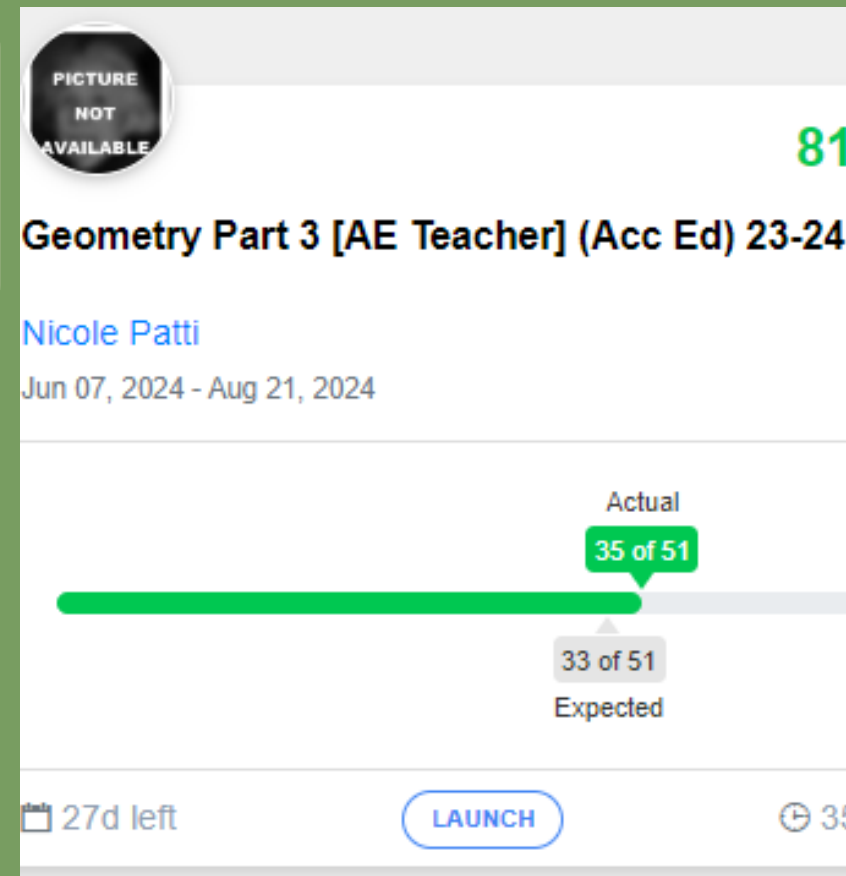 PICTURE
NOT
AVAILABLE
81
Geometry Part 3 [AE Teacher] (Acc Ed) 23-24
Nicole Patti
Jun 07, 2024 - Aug 21, 2024
Actual
35 of 51
33 of 51
Expected
27d left
LAUNCH
35